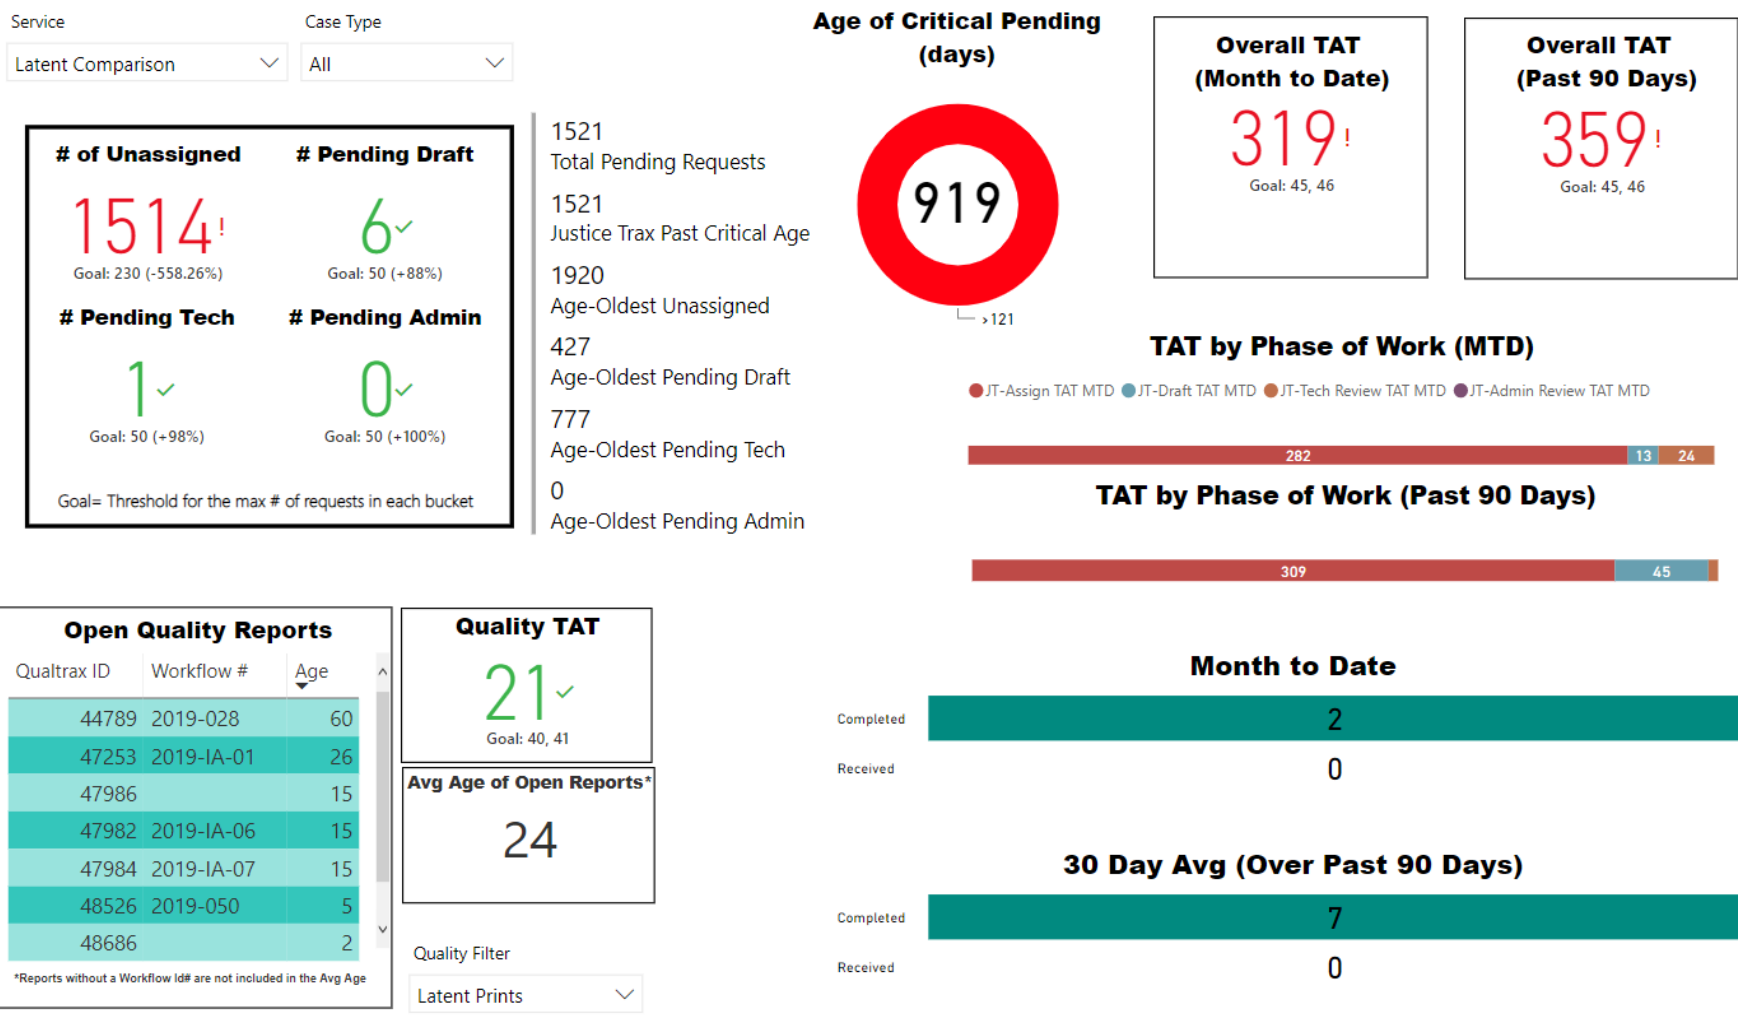 Service
Case Type
Latent Comparison
All
# of Unassigned
# Pending Draft
1514!
6
Goal: 230 (-558.26%)
Goal: 50 (+88%)
# Pending Tech
# Pending Admin
1
0
Goal: 50 (+98%)
Goal: 50 (+100%)
Goal= Threshold for the max # of requests in each bucket
1521
Total Pending Requests
1521
Justice Trax Past Critical Age
1920
Age-Oldest Unassigned
427
Age-Oldest Pending Draft
777
Age-Oldest Pending Tech
0
Age-Oldest Pending Admin
Age of Critical Pending
(days)
919
>121
Overall TAT
(Month to Date)
319!
Goal: 45, 46
Overall TAT
(Past 90 Days)
359!
Goal: 45, 46
TAT by Phase of Work (MTD)
JT-Assign TAT MTD JT-Draft TAT MTD JT-Tech Review TAT MTD JT-Admin Review TAT MTD
282 13 24
TAT by Phase of Work (Past 90 Days)
309 45
Open Quality Reports
Qualtrax ID Workflow # Age
44789 2019-028 60
47253 2019-IA-01 26
47986 15
47982 2019-IA-06 15
47984 2019-IA-07 15
48526 2019-050 5
48686 2
*Reports without a Workflow Id# are not included in the Avg Age
Quality TAT
21
Goal: 40, 41
Avg Age of Open Reports*
24
Quality Filter
Latent Prints
Month to Date
Completed 2
Received 0
30 Day Avg (Over Past 90 Days)
Completed 7
Received 0